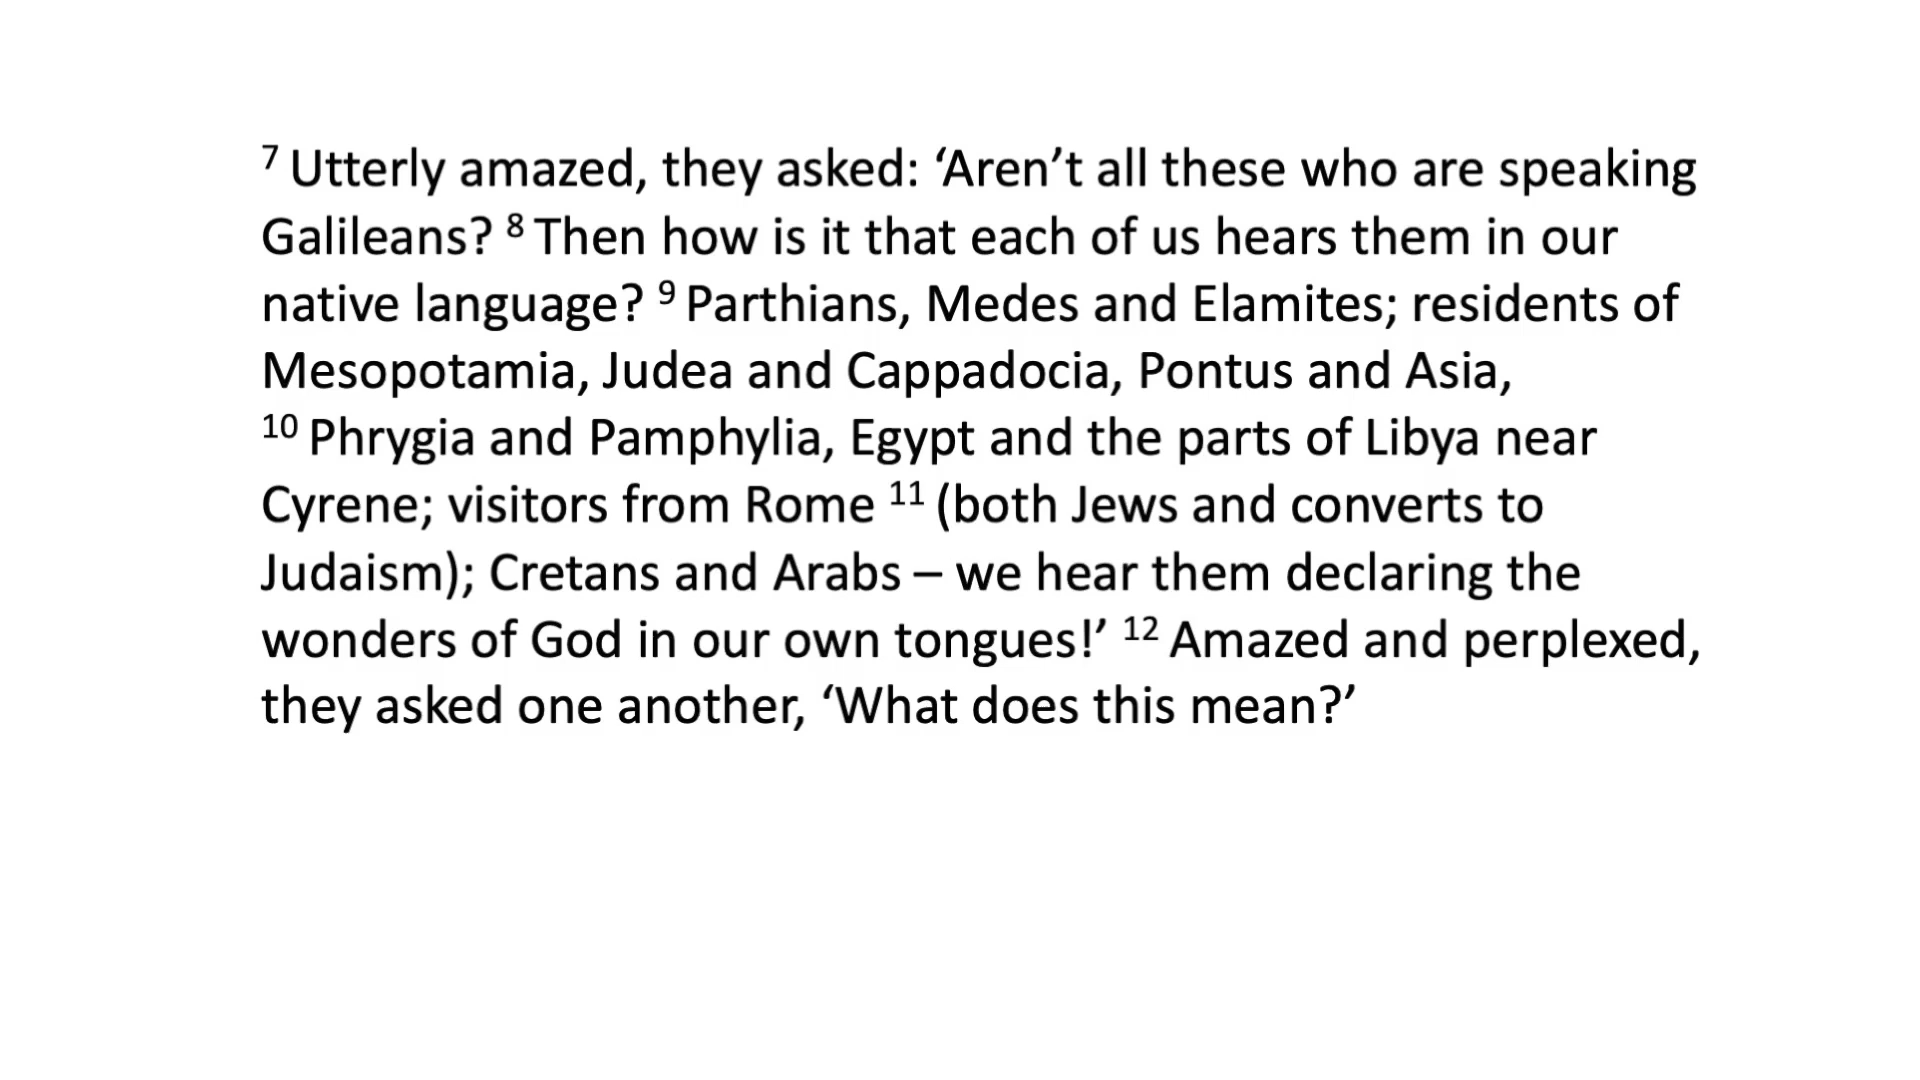 ⁷ Utterly amazed, they asked: ‘Aren’t all these who are speaking
Galileans? ⁸ Then how is it that each of us hears them in our
native language? ⁹ Parthians, Medes and Elamites; residents of
Mesopotamia, Judea and Cappadocia, Pontus and Asia,
¹⁰ Phrygia and Pamphylia, Egypt and the parts of Libya near
Cyrene; visitors from Rome ¹¹ (both Jews and converts to
Judaism); Cretans and Arabs – we hear them declaring the
wonders of God in our own tongues!’ ¹² Amazed and perplexed,
they asked one another, ‘What does this mean?’